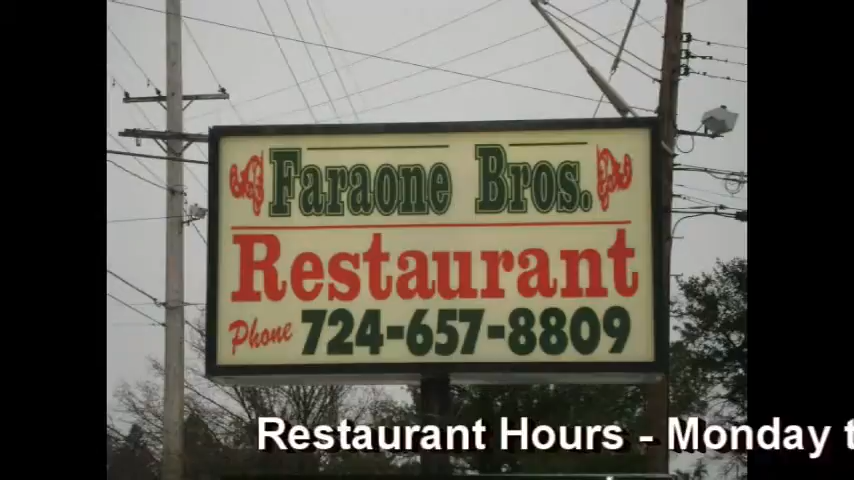 Faraone Bros.
Restaurant
Phone 724-657-8809
Restaurant Hours - Monday t